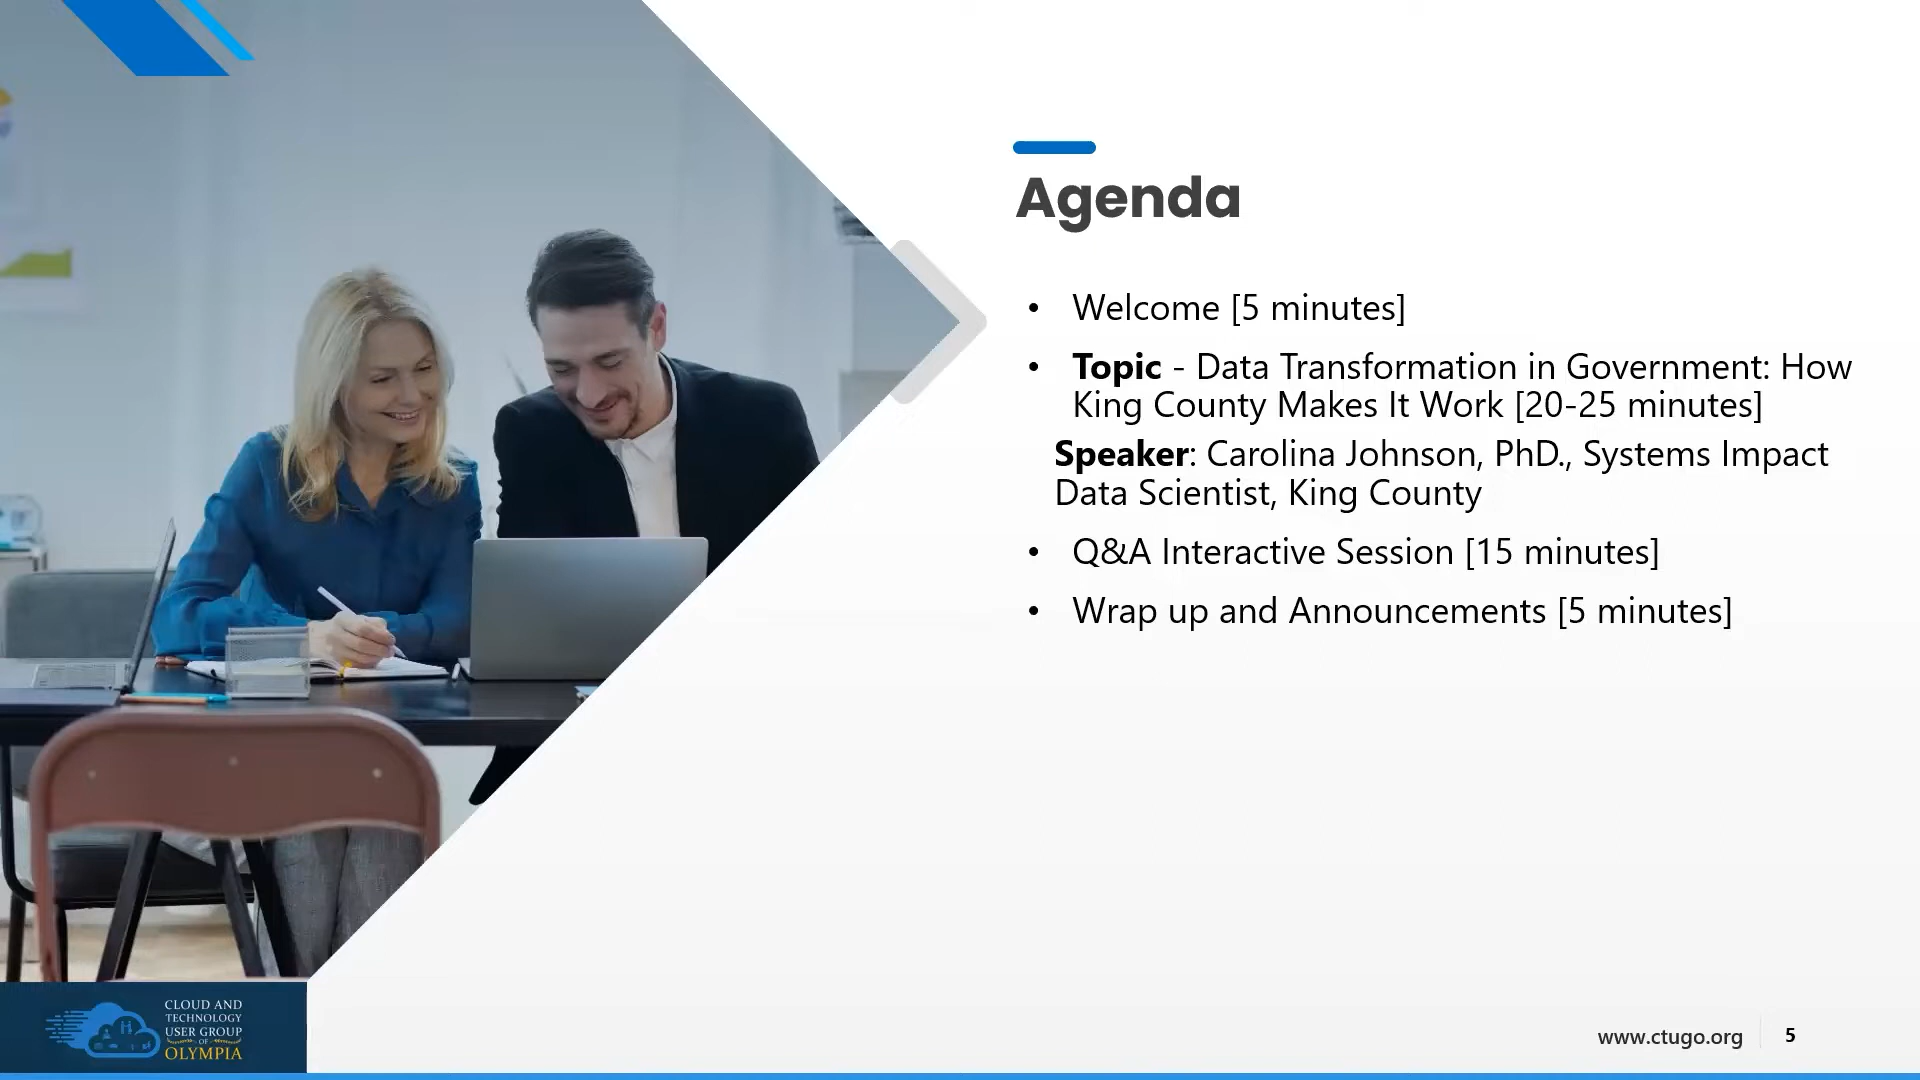 Agenda
• Welcome [5 minutes]
• Topic - Data Transformation in Government: How
King County Makes It Work [20-25 minutes]
Speaker: Carolina Johnson, PhD., Systems Impact
Data Scientist, King County
• Q&A Interactive Session [15 minutes]
• Wrap up and Announcements [5 minutes]
CLOUD AND
TECHNOLOGY
USER GROUP
OF
OLYMPIA
www.ctugo.org
5